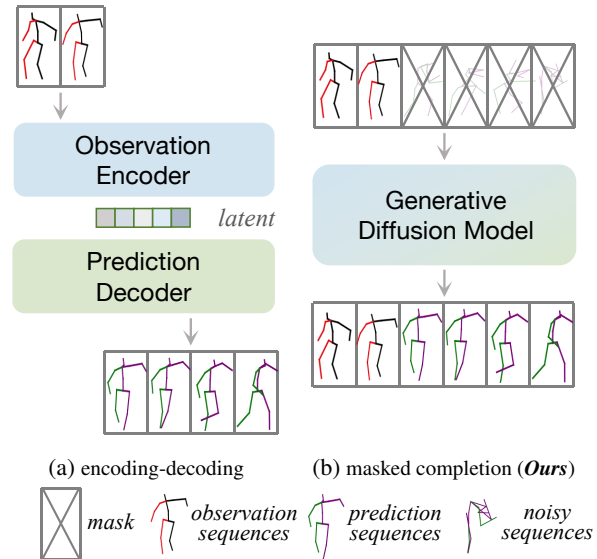 Observation
Encoder
latent
Prediction
Decoder
(a) encoding-decoding
Generative
Diffusion Model
(b) masked completion (Ours)
mask
observation
sequences
prediction
sequences
noisy
sequences